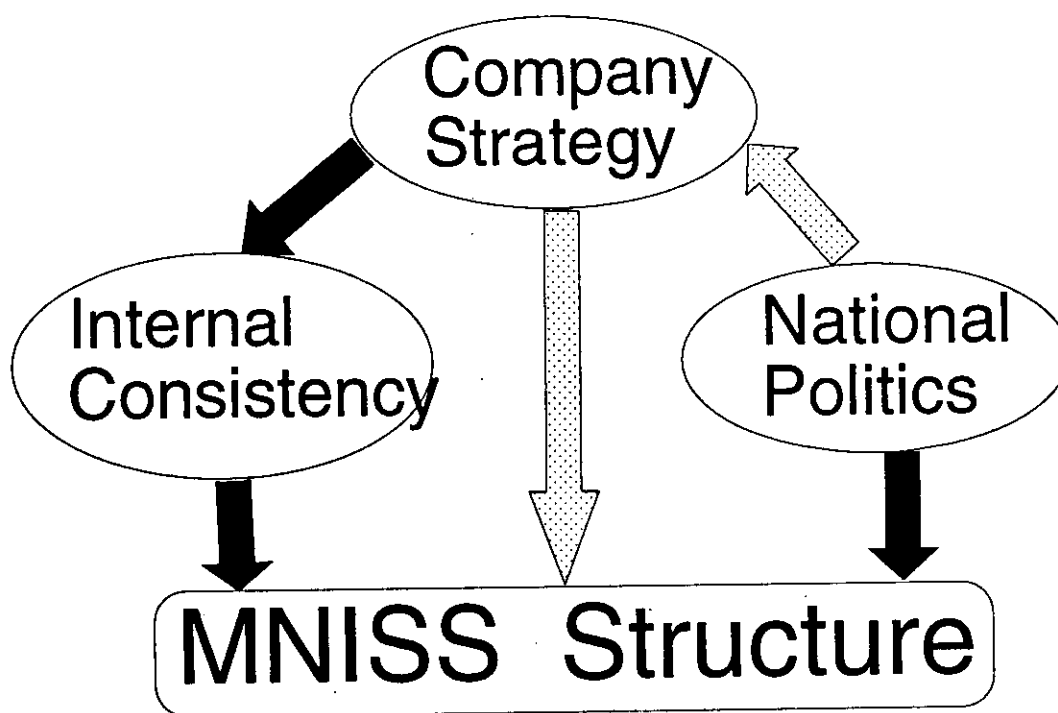 Company
Strategy
Internal
Consistency
National
Politics
MNISS Structure